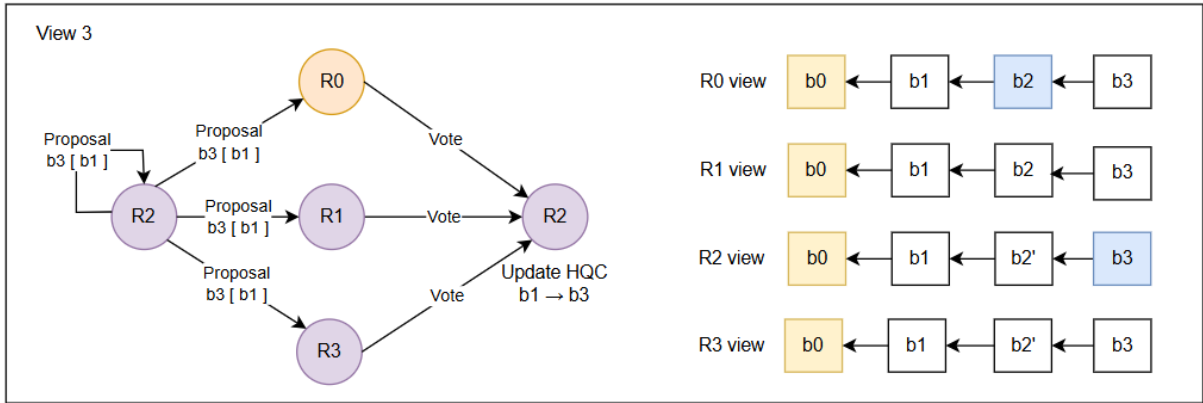 View 3
R0
Proposal
b3 [ b1 ]
Proposal
b3 [ b1 ]
Vote
R2
Proposal
b3 [ b1 ]
R1
Vote
R2
Proposal
b3 [ b1 ]
Vote
Update HQC
b1 → b3
R3
R0 view b0 b1 b2 b3
R1 view b0 b1 b2 b3
R2 view b0 b1 b2' b3
R3 view b0 b1 b2' b3